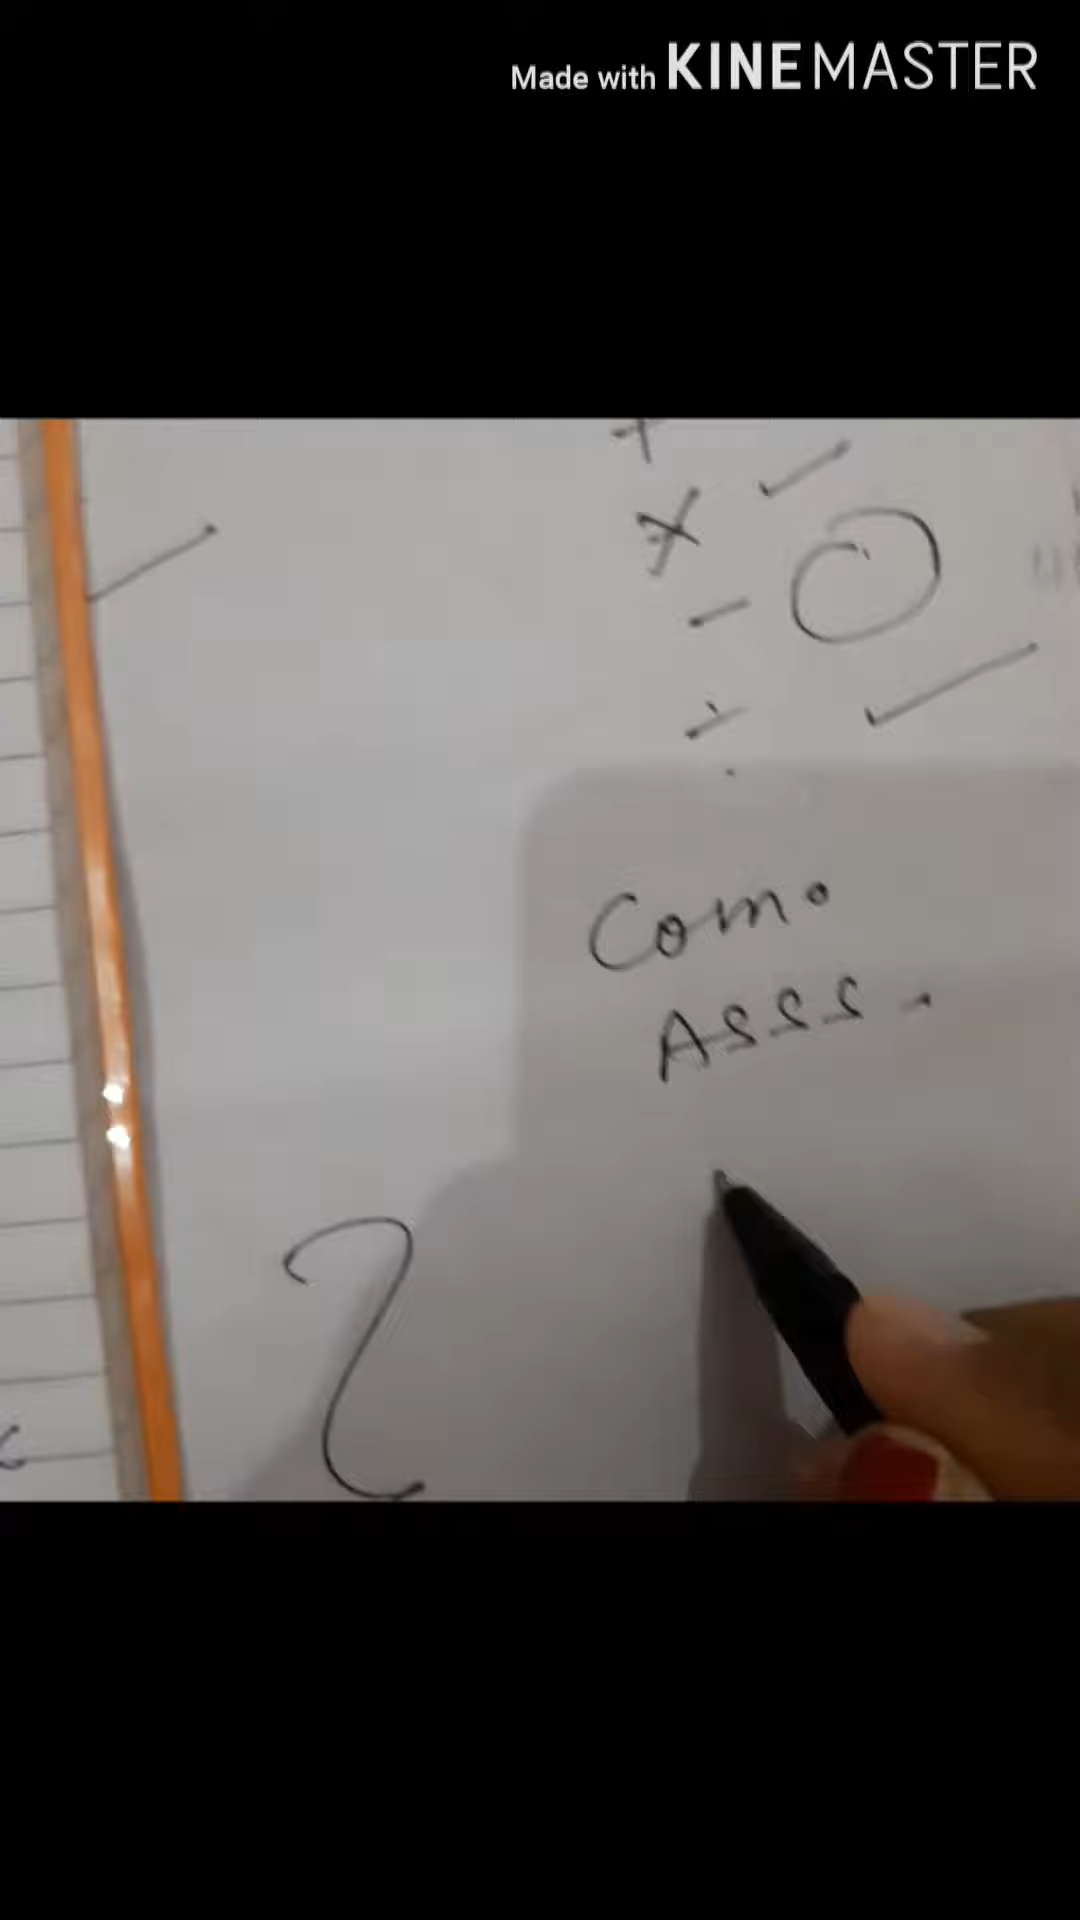 Made with KINEMASTER
+
× ✓
- O
÷ ✓
Com.
Asss.